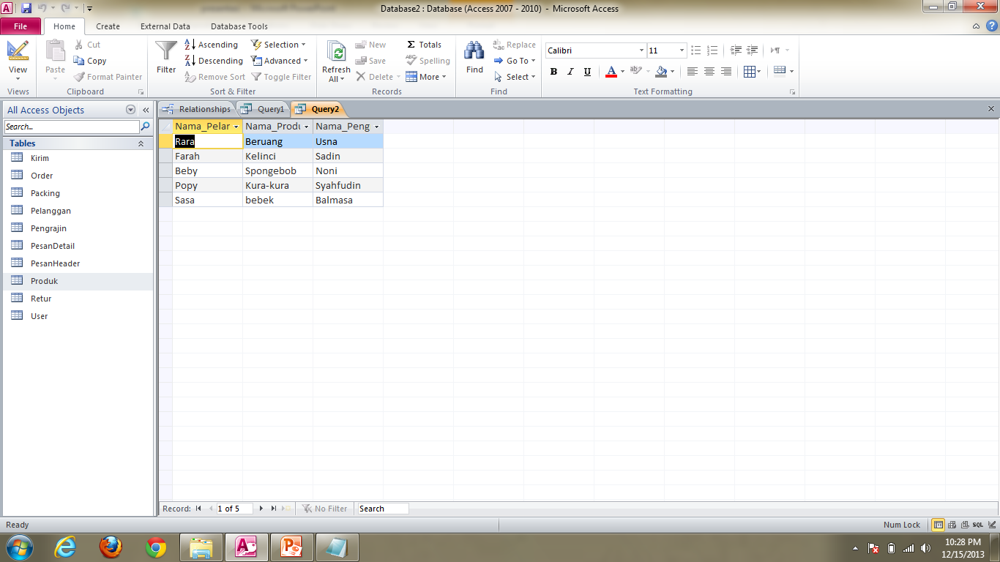 Database2 : Database (Access 2007 - 2010) - Microsoft Access
File Home Create External Data Database Tools
View
Views
Paste
Cut
Copy
Format Painter
Clipboard
Filter
Ascending
Descending
Remove Sort
Selection
Advanced
Toggle Filter
Sort & Filter
Refresh
All
New
Save
Delete
Totals
Spelling
More
Records
Find
Replace
Go To
Select
Find
Calibri 11
B I U
A ab
Text Formatting
All Access Objects
Search...
Tables
Kirim
Order
Packing
Pelanggan
Pengrajin
PesanDetail
PesanHeader
Produk
Retur
User
Relationships Query1 Query2
Nama_Pelar Nama_Produ Nama_Peng
Rara Beruang Usna
Farah Kelinci Sadin
Beby Spongebob Noni
Popy Kura-kura Syahfudin
Sasa bebek Balmasa
Record: 1 of 5 No Filter Search
Ready Num Lock SQL
10:28 PM
12/15/2013